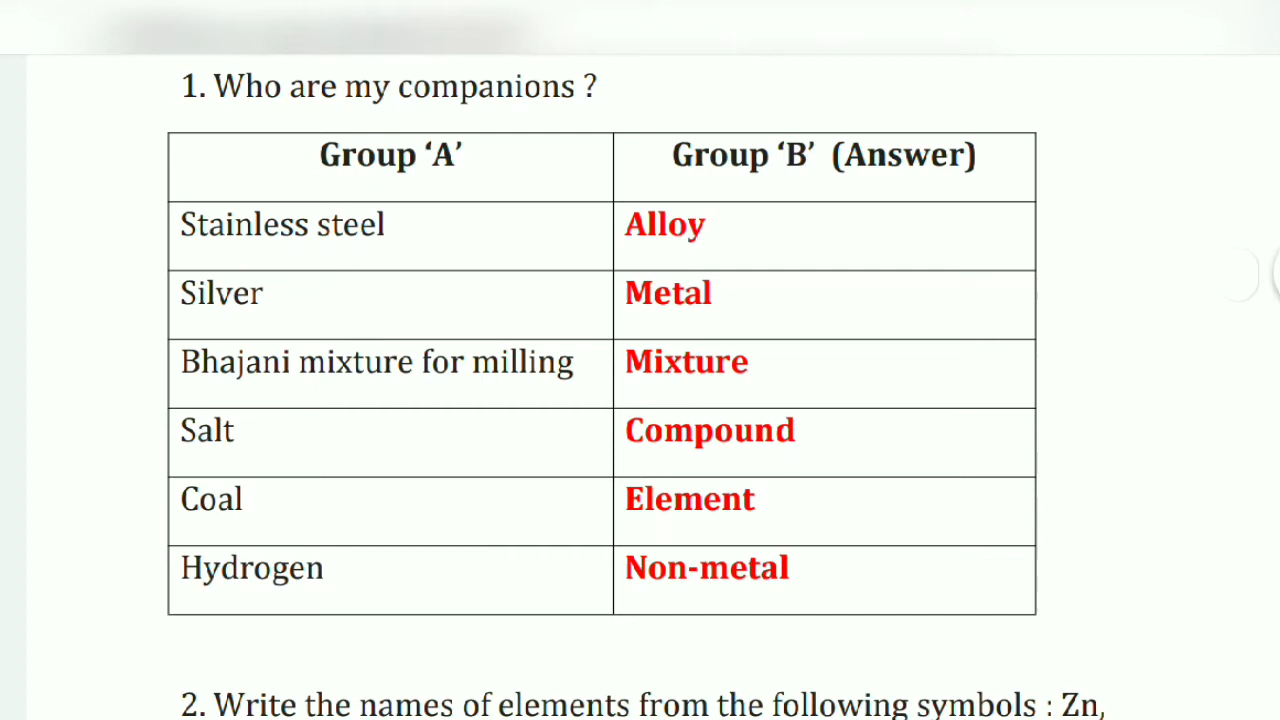 1. Who are my companions ?
Group ‘A’ Group ‘B’ (Answer)
Stainless steel Alloy
Silver Metal
Bhajani mixture for milling Mixture
Salt Compound
Coal Element
Hydrogen Non-metal
2. Write the names of elements from the following symbols : Zn,